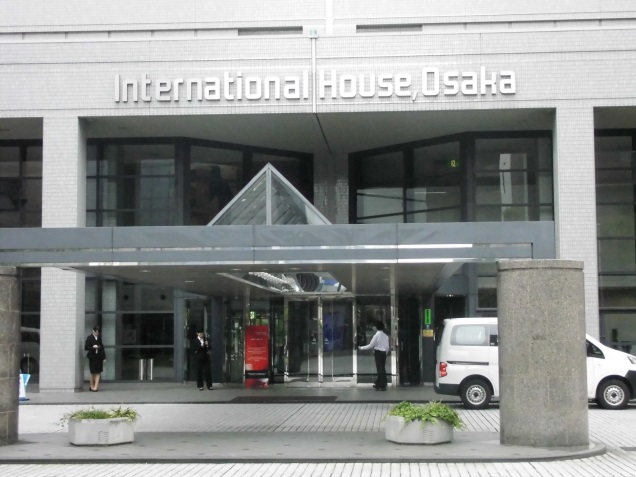 International House, Osaka